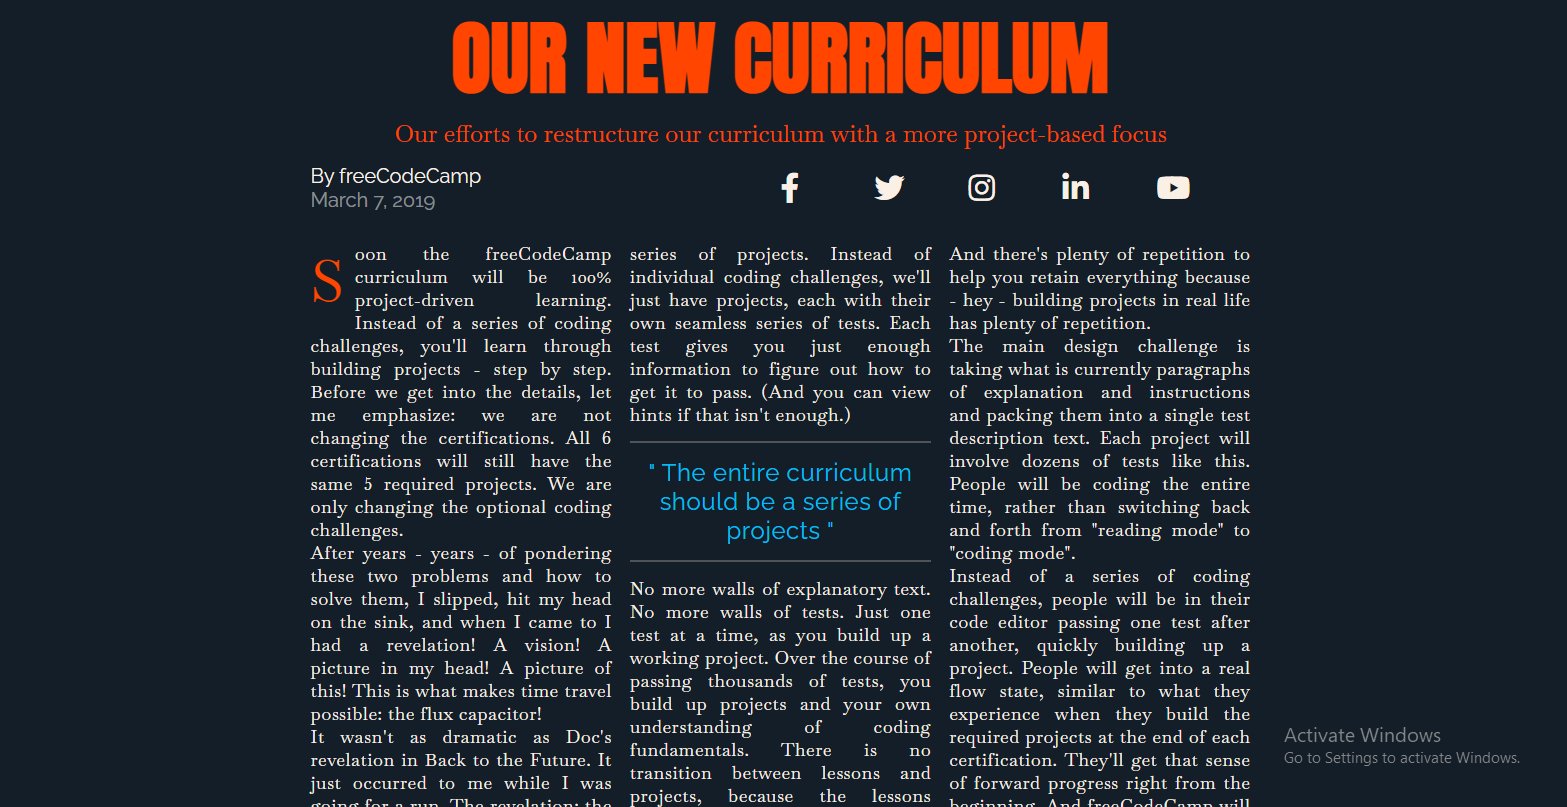 OUR NEW CURRICULUM
Our efforts to restructure our curriculum with a more project-based focus
By freeCodeCamp
March 7, 2019
Soon the freeCodeCamp
curriculum will be 100%
project-driven learning.
Instead of a series of coding
challenges, you'll learn through
building projects - step by step.
Before we get into the details, let
me emphasize: we are not
changing the certifications. All 6
certifications will still have the
same 5 required projects. We are
only changing the optional coding
challenges.
After years - years - of pondering
these two problems and how to
solve them, I slipped, hit my head
on the sink, and when I came to I
had a revelation! A vision! A
picture in my head! A picture of
this! This is what makes time travel
possible: the flux capacitor!
It wasn't as dramatic as Doc's
revelation in Back to the Future. It
just occurred to me while I was
going for a run. The revelation: the
series of projects. Instead of
individual coding challenges, we'll
just have projects, each with their
own seamless series of tests. Each
test gives you just enough
information to figure out how to
get it to pass. (And you can view
hints if that isn't enough.)
" The entire curriculum
should be a series of
projects "
No more walls of explanatory text.
No more walls of tests. Just one
test at a time, as you build up a
working project. Over the course of
passing thousands of tests, you
build up projects and your own
understanding of coding
fundamentals. There is no
transition between lessons and
projects, because the lessons
And there's plenty of repetition to
help you retain everything because
- hey - building projects in real life
has plenty of repetition.
The main design challenge is
taking what is currently paragraphs
of explanation and instructions
and packing them into a single test
description text. Each project will
involve dozens of tests like this.
People will be coding the entire
time, rather than switching back
and forth from "reading mode" to
"coding mode".
Instead of a series of coding
challenges, people will be in their
code editor passing one test after
another, quickly building up a
project. People will get into a real
flow state, similar to what they
experience when they build the
required projects at the end of each
certification. They'll get that sense
of forward progress right from the
beginning. And freeCodeCamp will
Activate Windows
Go to Settings to activate Windows.